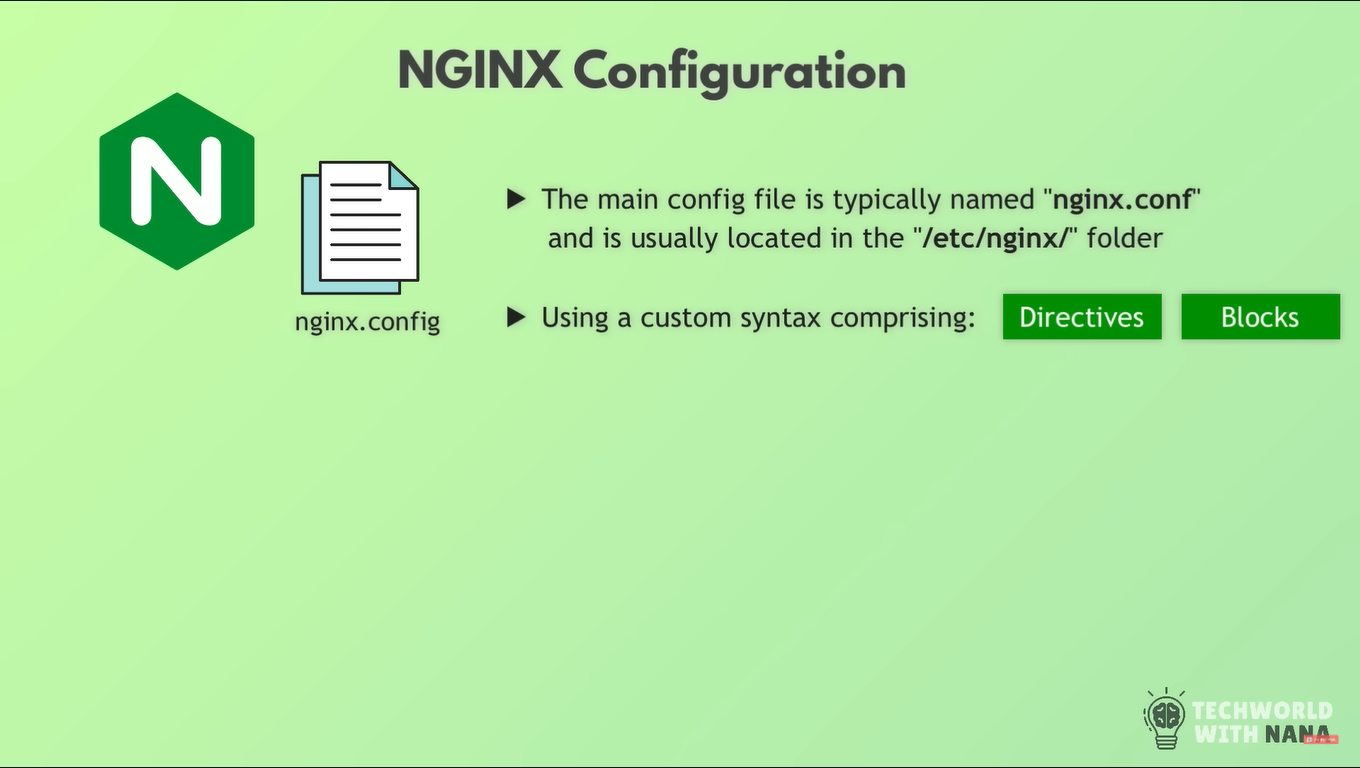 NGINX Configuration
N
▶ The main config file is typically named "nginx.conf"
and is usually located in the "/etc/nginx/" folder
nginx.config
▶ Using a custom syntax comprising: Directives Blocks
TECHWORLD
WITH NANA